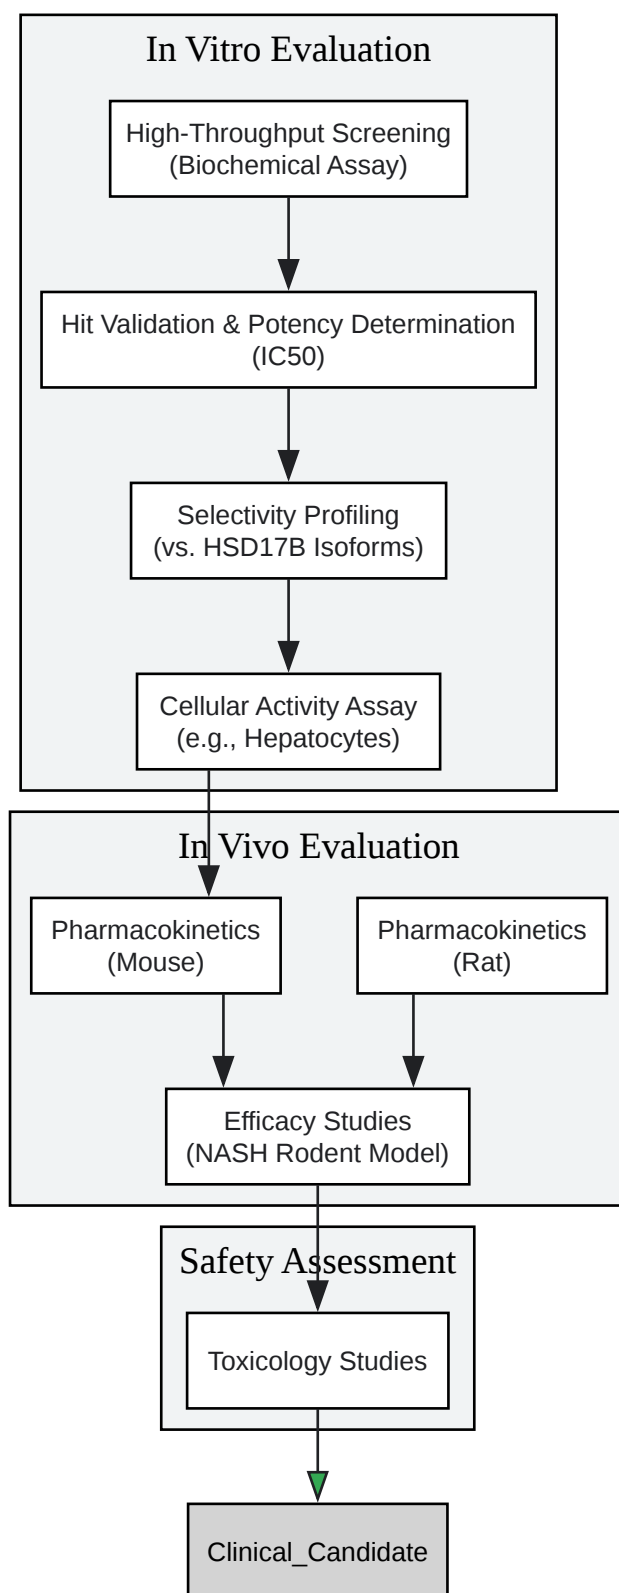 In Vitro Evaluation
High-Throughput Screening
(Biochemical Assay)
Hit Validation & Potency Determination
(IC50)
Selectivity Profiling
(vs. HSD17B Isoforms)
Cellular Activity Assay
(e.g., Hepatocytes)
In Vivo Evaluation
Pharmacokinetics
(Mouse)
Pharmacokinetics
(Rat)
Efficacy Studies
(NASH Rodent Model)
Safety Assessment
Toxicology Studies
Clinical_Candidate